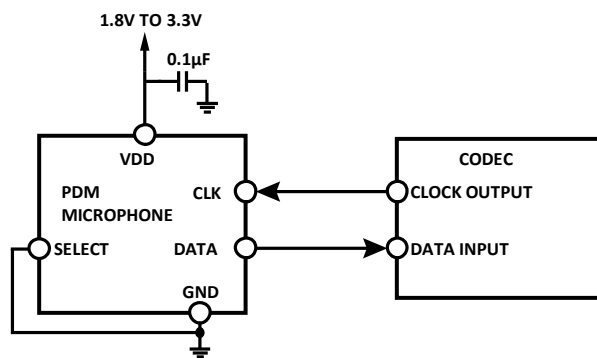 1.8V TO 3.3V
0.1µF
VDD
CODEC
PDM
MICROPHONE
CLK
CLOCK OUTPUT
SELECT
DATA
DATA INPUT
GND